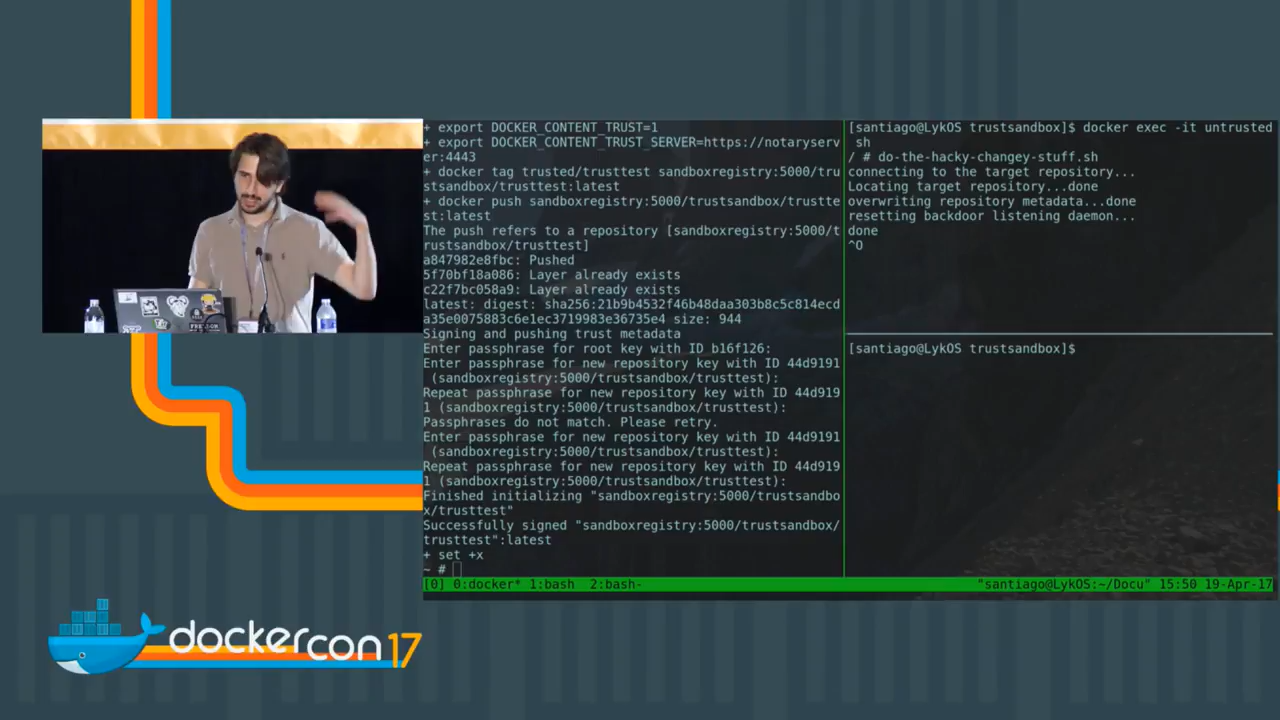 + export DOCKER_CONTENT_TRUST=1
+ export DOCKER_CONTENT_TRUST_SERVER=https://notaryserv
er:4443
+ docker tag trusted/trusttest sandboxregistry:5000/tru
stsandbox/trusttest:latest
+ docker push sandboxregistry:5000/trustsandbox/trustte
st:latest
The push refers to a repository [sandboxregistry:5000/t
rustsandbox/trusttest]
a847982e8fbc: Pushed
5f70bf18a086: Layer already exists
c22f7bc058a9: Layer already exists
latest: digest: sha256:21b9b4532f46b48daa303b8c5c814ecd
a35e0075883c6e1ec3719983e36735e4 size: 944
Signing and pushing trust metadata
Enter passphrase for root key with ID b16f126:
Enter passphrase for new repository key with ID 44d9191
(sandboxregistry:5000/trustsandbox/trusttest):
Repeat passphrase for new repository key with ID 44d919
1 (sandboxregistry:5000/trustsandbox/trusttest):
Passphrases do not match. Please retry.
Enter passphrase for new repository key with ID 44d9191
(sandboxregistry:5000/trustsandbox/trusttest):
Repeat passphrase for new repository key with ID 44d919
1 (sandboxregistry:5000/trustsandbox/trusttest):
Finished initializing "sandboxregistry:5000/trustsandbo
x/trusttest"
Successfully signed "sandboxregistry:5000/trustsandbox/
trusttest":latest
+ set +x
~ #
[santiago@LykOS trustsandbox]$ docker exec -it untrusted
sh
/ # do-the-hacky-changey-stuff.sh
connecting to the target repository...
Locating target repository...done
overwriting repository metadata...done
resetting backdoor listening daemon...
done
^O
[santiago@LykOS trustsandbox]$
[0] 0:docker* 1:bash 2:bash- "santiago@LykOS:~/Docu" 15:50 19-Apr-17
dockercon 17